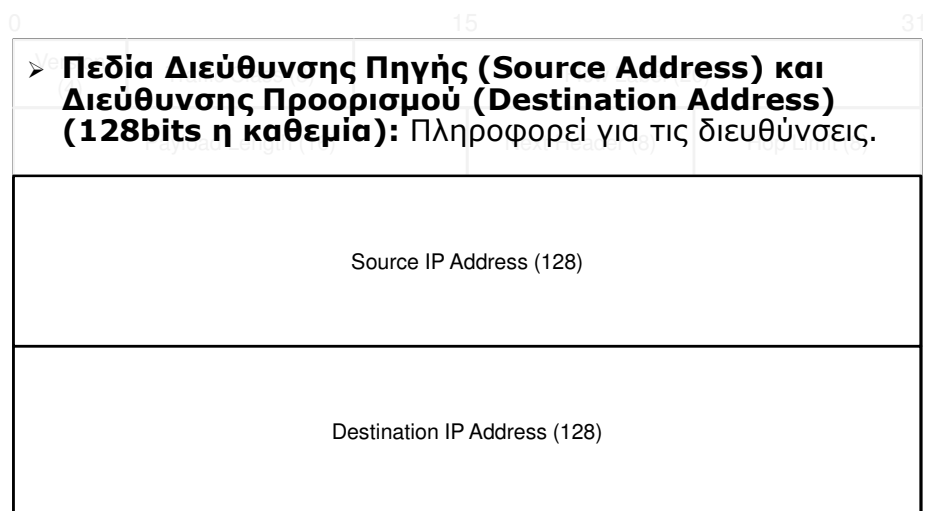 0 15 31
➢ Πεδία Διεύθυνσης Πηγής (Source Address) και
Διεύθυνσης Προορισμού (Destination Address)
(128bits η καθεμία): Πληροφορεί για τις διευθύνσεις.
Source IP Address (128)
Destination IP Address (128)